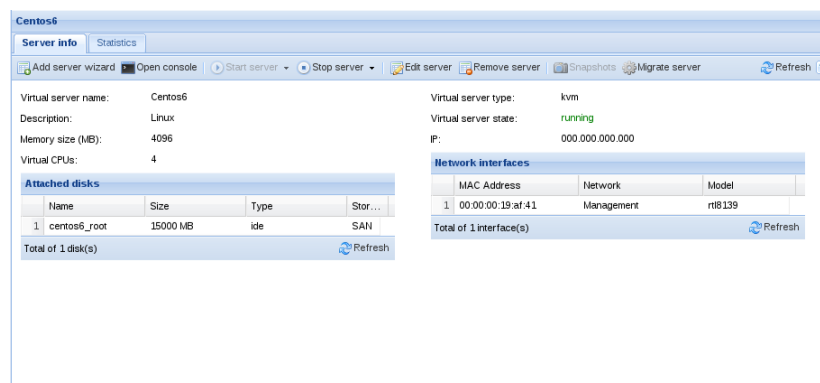 Centos6
Server info Statistics
Add server wizard Open console Start server Stop server Edit server Remove server Snapshots Migrate server Refresh
Virtual server name: Centos6 Virtual server type: kvm
Description: Linux Virtual server state: running
Memory size (MB): 4096 IP: 000.000.000.000
Virtual CPUs: 4
Attached disks
Name Size Type Stor...
1 centos6_root 15000 MB ide SAN
Total of 1 disk(s) Refresh
Network interfaces
MAC Address Network Model
1 00:00:00:19:af:41 Management rtl8139
Total of 1 interface(s) Refresh